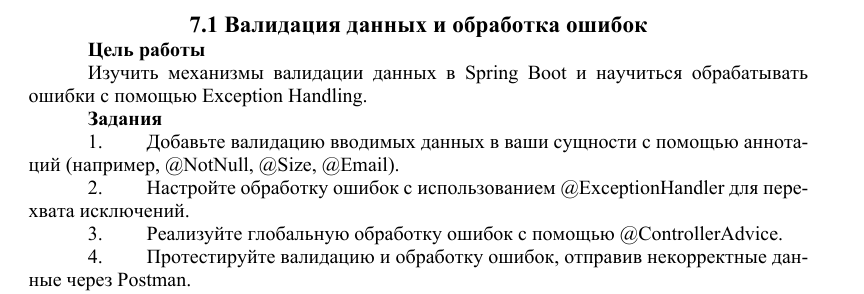 7.1 Валидация данных и обработка ошибок
Цель работы
Изучить механизмы валидации данных в Spring Boot и научиться обрабатывать
ошибки с помощью Exception Handling.
Задания
1. Добавьте валидацию вводимых данных в ваши сущности с помощью аннота-
ций (например, @NotNull, @Size, @Email).
2. Настройте обработку ошибок с использованием @ExceptionHandler для пере-
хвата исключений.
3. Реализуйте глобальную обработку ошибок с помощью @ControllerAdvice.
4. Протестируйте валидацию и обработку ошибок, отправив некорректные дан-
ные через Postman.